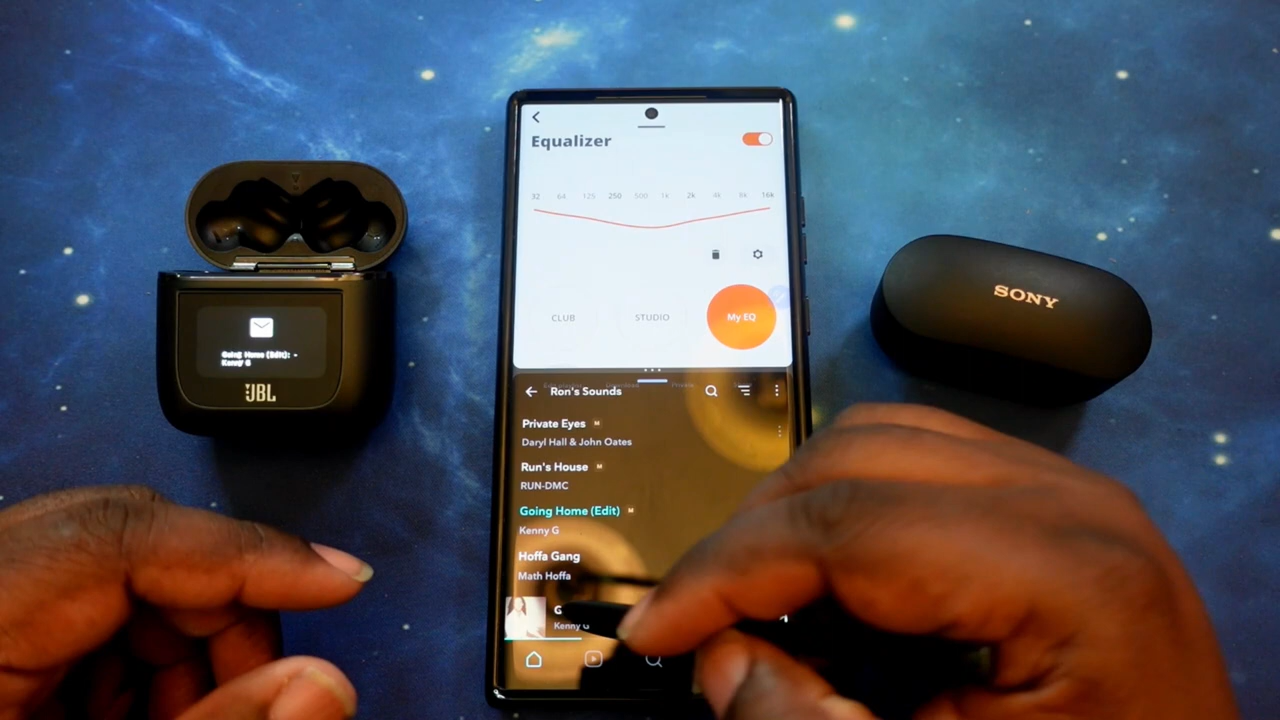 Equalizer
32 64 125 250 500 1k 2k 4k 8k 16k
CLUB STUDIO My EQ
Going Home (Edit): -
Kenny G
JBL
SONY
Ron's Sounds
Private Eyes M
Daryl Hall & John Oates
Run's House M
RUN-DMC
Going Home (Edit) M
Kenny G
Hoffa Gang
Math Hoffa
G
Kenny G